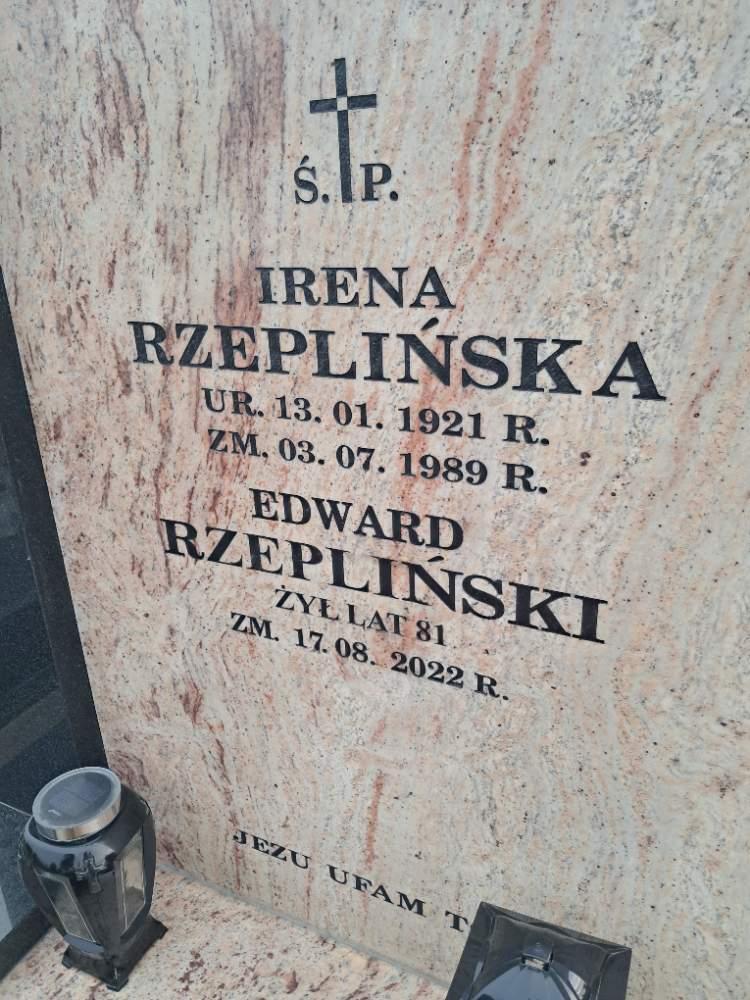 Ś. P.
IRENA
RZEPLIŃSKA
UR. 13. 01. 1921 R.
ZM. 03. 07. 1989 R.
EDWARD
RZEPLIŃSKI
ŻYŁ LAT 81
ZM. 17. 08. 2022 R.
JEZU UFAM